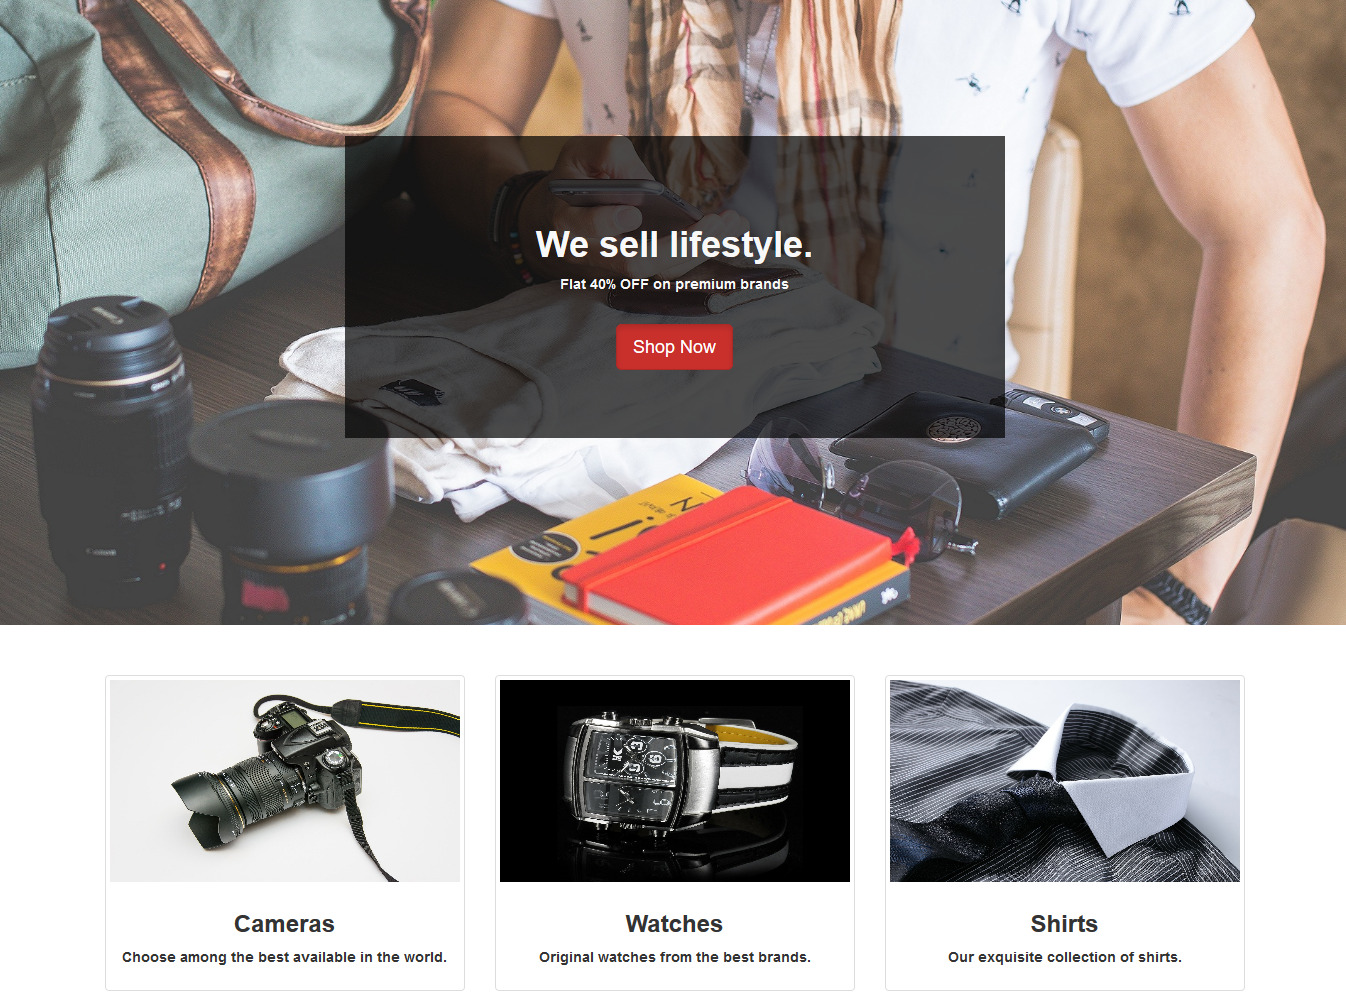 We sell lifestyle.
Flat 40% OFF on premium brands
Shop Now
Cameras
Choose among the best available in the world.
Watches
Original watches from the best brands.
Shirts
Our exquisite collection of shirts.